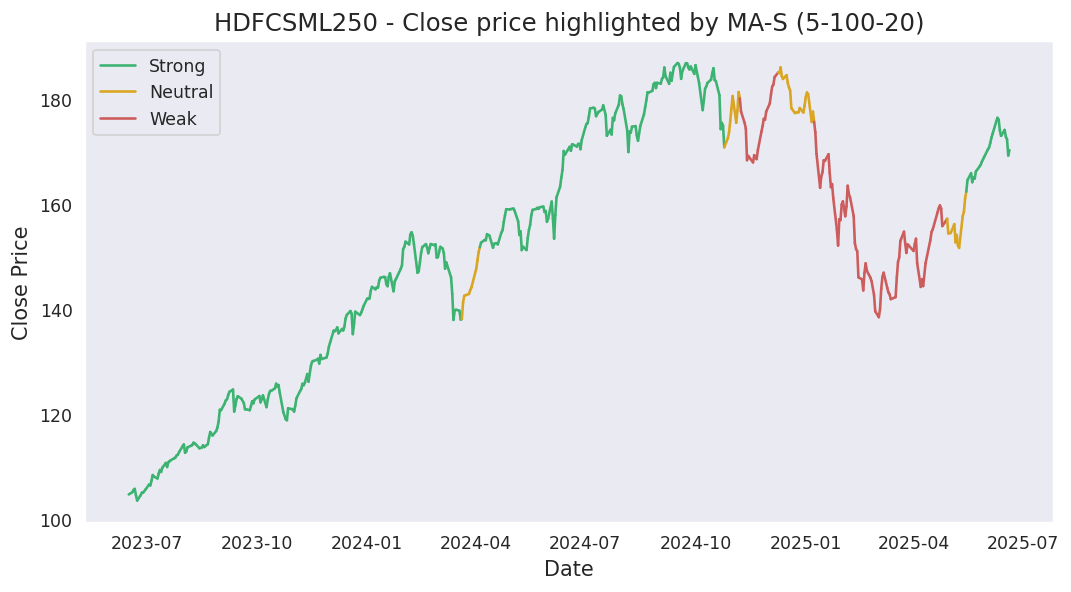 HDFCSML250 - Close price highlighted by MA-S (5-100-20)
Strong
Neutral
Weak
Close Price
180
160
140
120
100
2023-07 2023-10 2024-01 2024-04 2024-07 2024-10 2025-01 2025-04 2025-07
Date